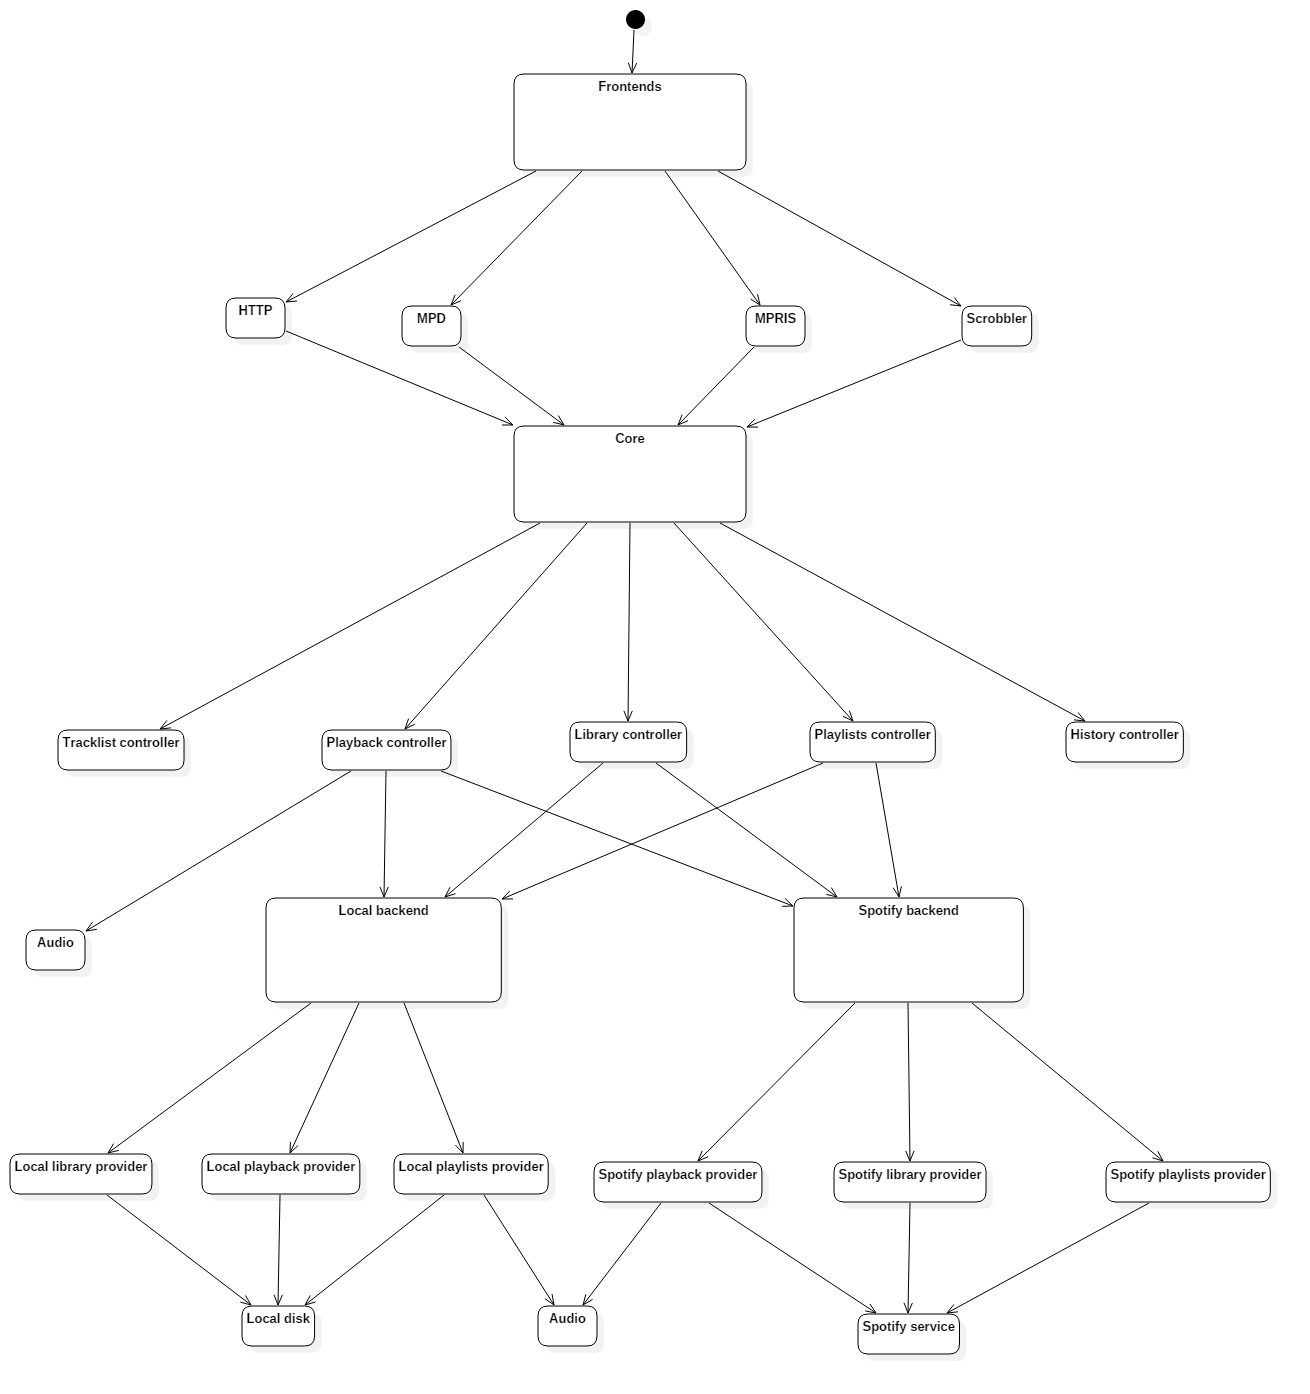 Frontends
HTTP
MPD
MPRIS
Scrobbler
Core
Tracklist controller
Playback controller
Library controller
Playlists controller
History controller
Audio
Local backend
Spotify backend
Local library provider
Local playback provider
Local playlists provider
Spotify playback provider
Spotify library provider
Spotify playlists provider
Local disk
Audio
Spotify service